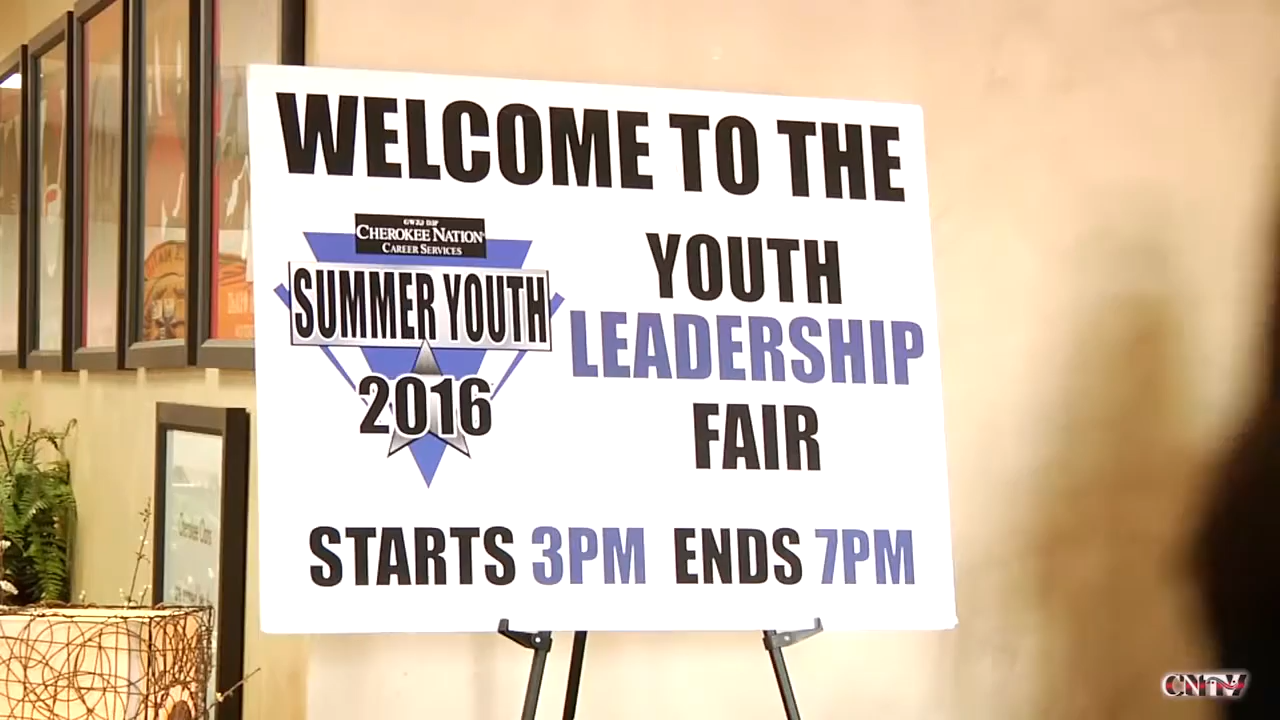 WELCOME TO THE
CHEROKEE NATION
CAREER SERVICES
SUMMER YOUTH
2016
YOUTH
LEADERSHIP
FAIR
STARTS 3PM ENDS 7PM
CNTV